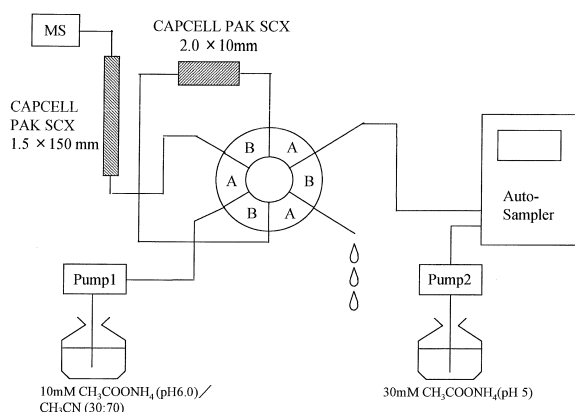 MS
CAPCELL PAK SCX
2.0 × 10mm
CAPCELL
PAK SCX
1.5 × 150 mm
B
A
A
B
B
A
Auto-
Sampler
Pump1
Pump2
10mM CH₃COONH₄ (pH6.0)／
CH₃CN (30:70)
30mM CH₃COONH₄(pH 5)